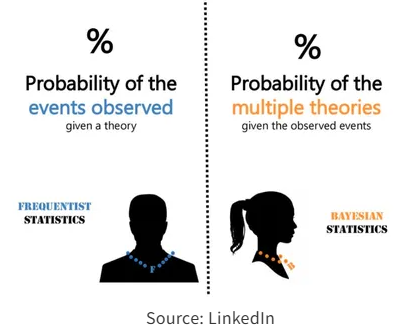 %
Probability of the
events observed
given a theory
FREQUENTIST
STATISTICS
F
%
Probability of the
multiple theories
given the observed events
BAYESIAN
STATISTICS
Source: LinkedIn